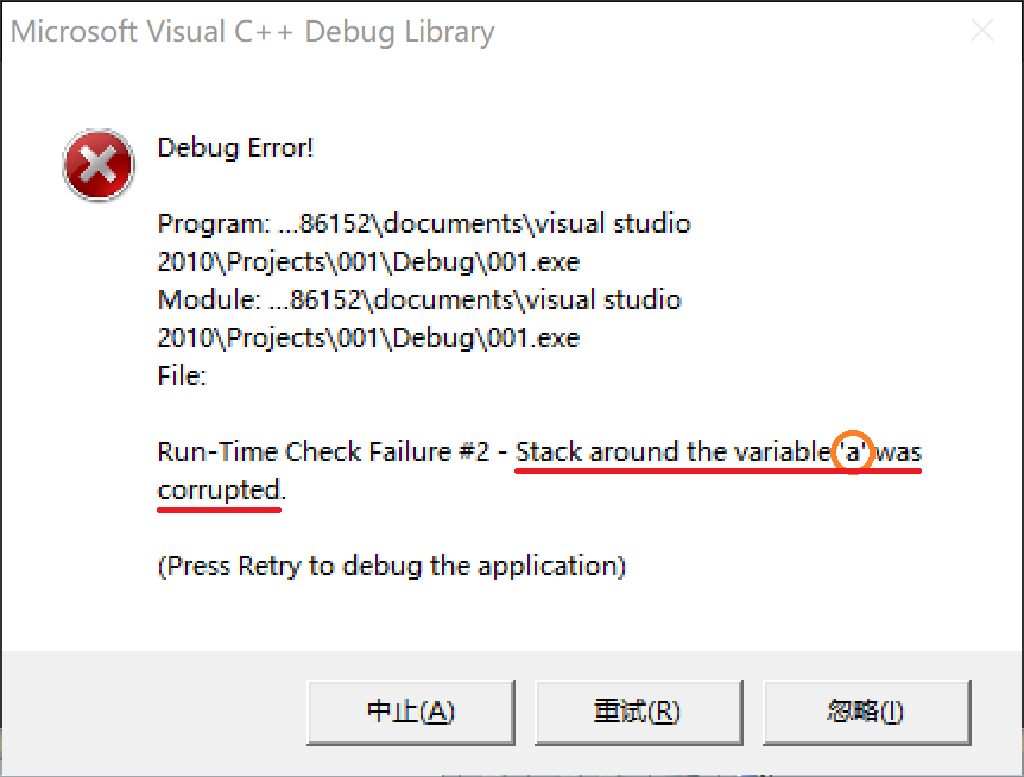 Microsoft Visual C++ Debug Library
Debug Error!
Program: ...86152\documents\visual studio
2010\Projects\001\Debug\001.exe
Module: ...86152\documents\visual studio
2010\Projects\001\Debug\001.exe
File:
Run-Time Check Failure #2 - Stack around the variable 'a' was
corrupted.
(Press Retry to debug the application)
中止(A) 重试(R) 忽略(I)